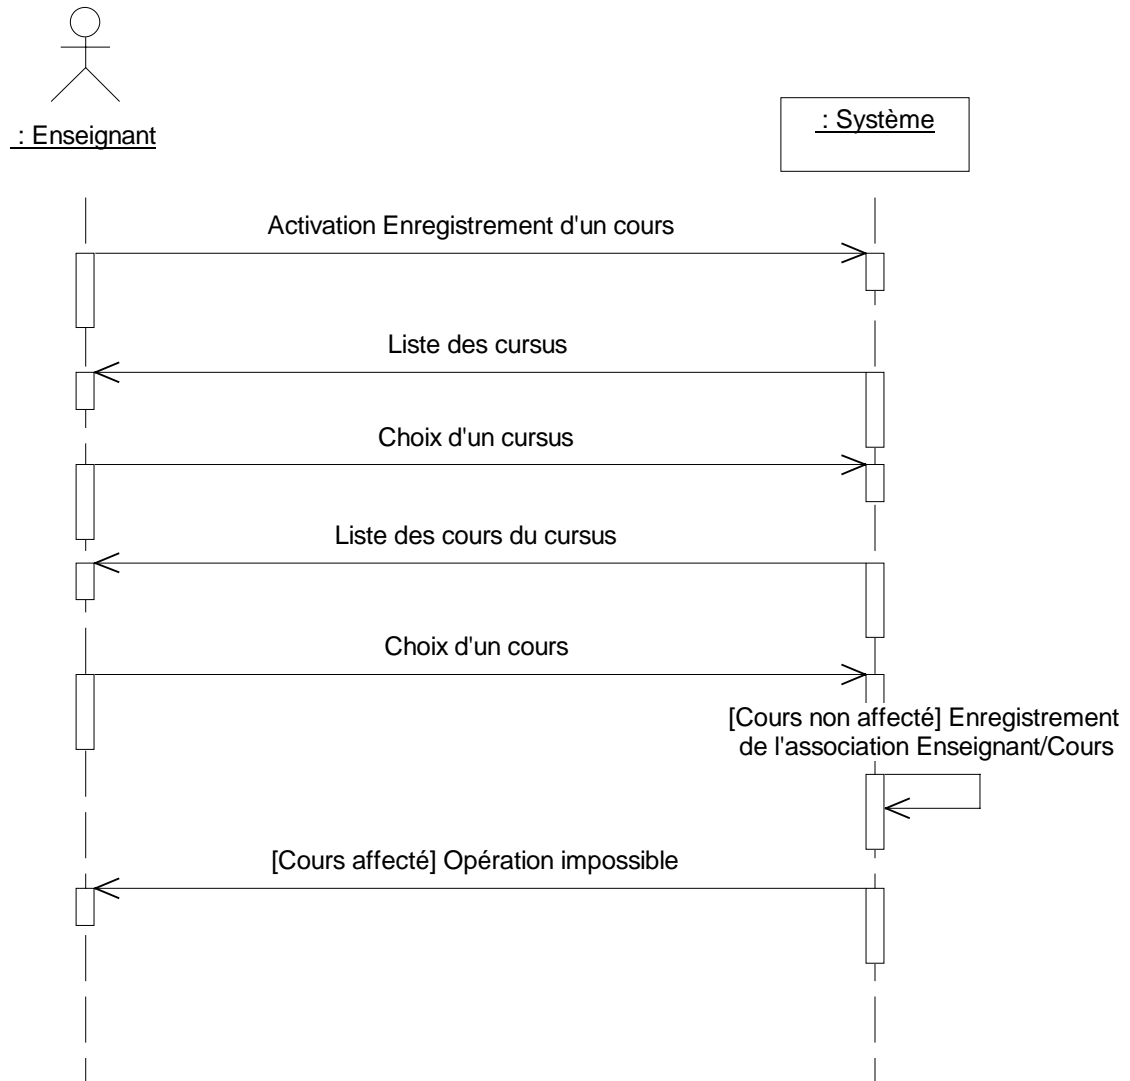 : Enseignant
: Système
Activation Enregistrement d'un cours
Liste des cursus
Choix d'un cursus
Liste des cours du cursus
Choix d'un cours
[Cours non affecté] Enregistrement
de l'association Enseignant/Cours
[Cours affecté] Opération impossible